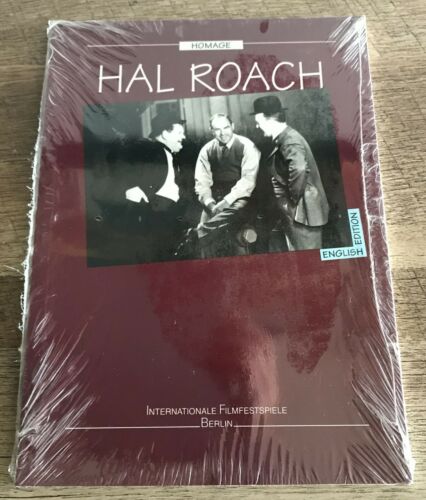 HOMAGE
HAL ROACH
ENGLISH
EDITION
INTERNATIONALE FILMFESTSPIELE
BERLIN